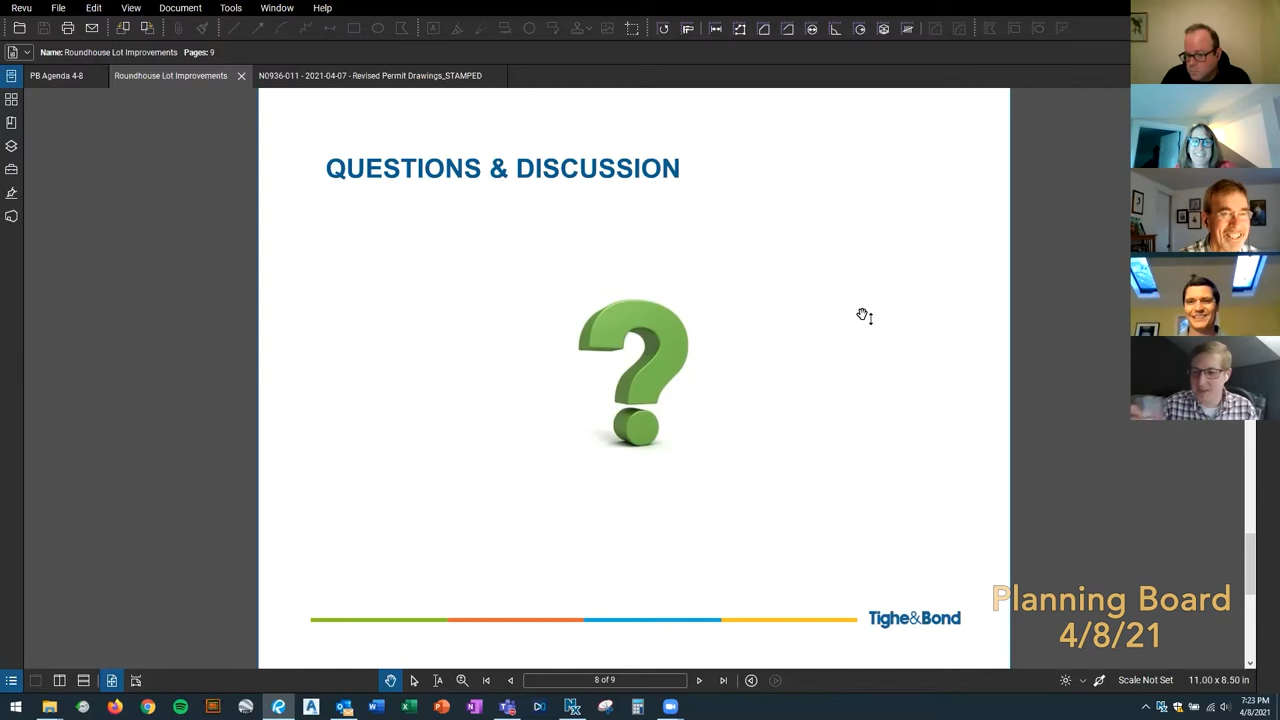 Revu File Edit View Document Tools Window Help
Name: Roundhouse Lot Improvements Pages: 9
PB Agenda 4-8 Roundhouse Lot Improvements N0936-011 - 2021-04-07 - Revised Permit Drawings_STAMPED
QUESTIONS & DISCUSSION
?
Tighe&Bond
Planning Board
4/8/21
8 of 9 Scale Not Set 11.00 x 8.50 in
7:23 PM
4/8/2021